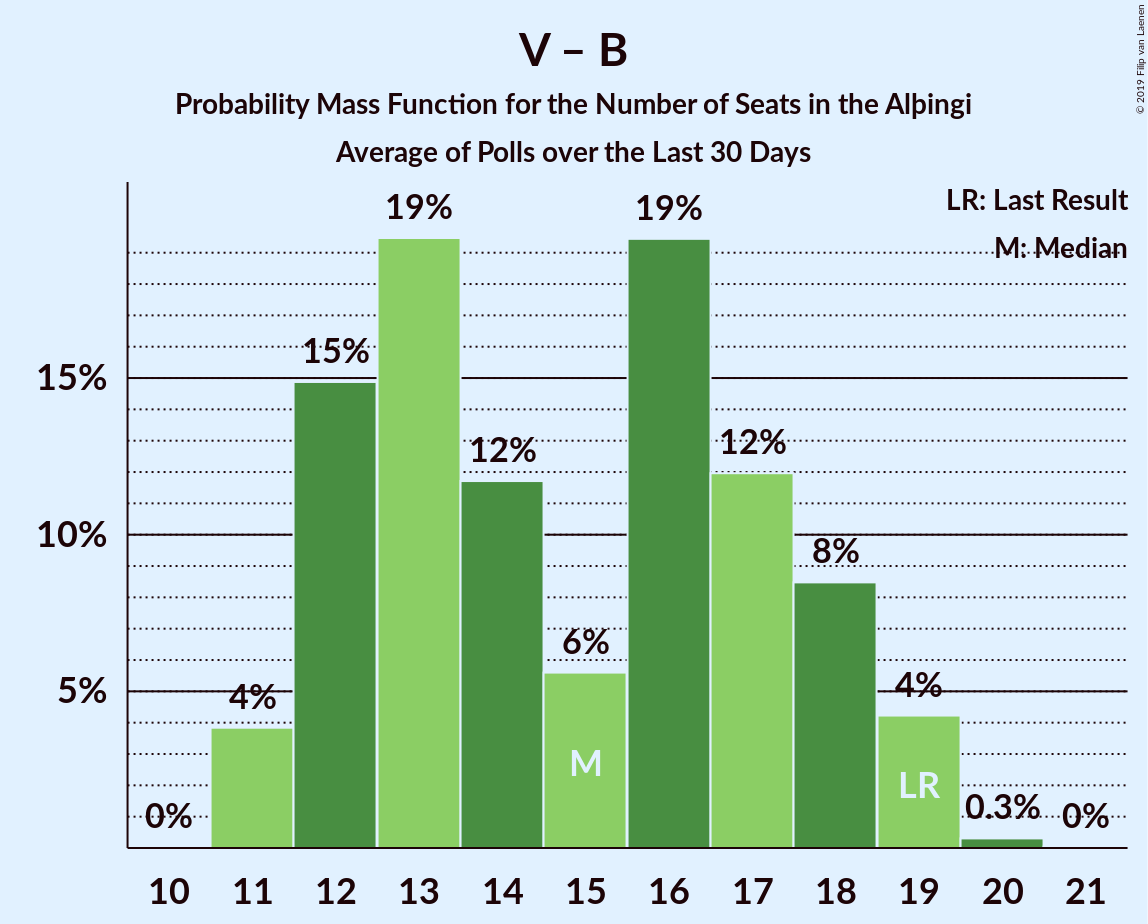 V – B
Probability Mass Function for the Number of Seats in the Alþingi
Average of Polls over the Last 30 Days
© 2019 Filip van Laenen
LR: Last Result
M: Median
15%
10%
5%
0%
4%
15%
19%
12%
6%
19%
12%
8%
4%
0.3%
0%
M
LR
10 11 12 13 14 15 16 17 18 19 20 21